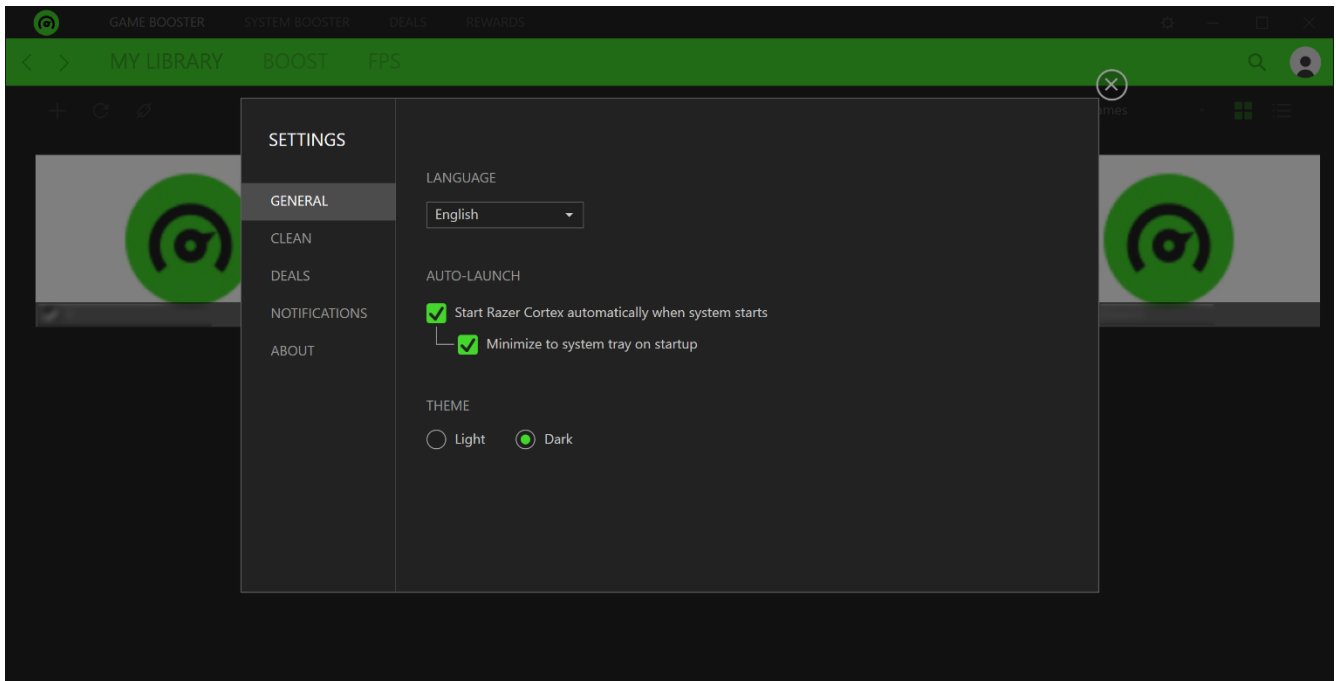 GAME BOOSTER SYSTEM BOOSTER DEALS REWARDS
MY LIBRARY BOOST FPS
SETTINGS
GENERAL
CLEAN
DEALS
NOTIFICATIONS
ABOUT
LANGUAGE
English
AUTO-LAUNCH
Start Razer Cortex automatically when system starts
Minimize to system tray on startup
THEME
Light Dark